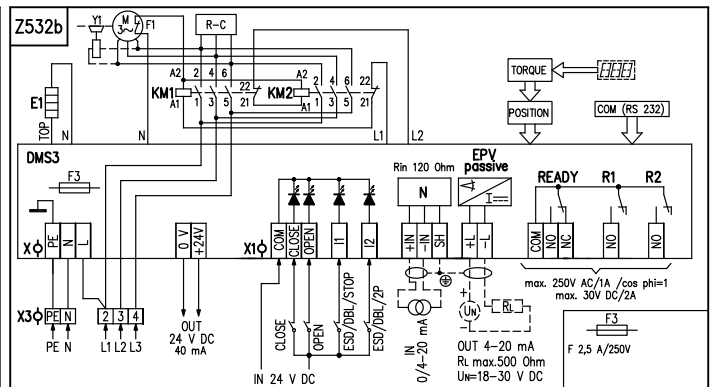 Z532b
Y1
M
3~
F1
R-C
A2
2 4 6
22
KM1
A1
1 3 5
21
A2
2 4 6
22
KM2
A1
1 3 5
21
E1
TOP
N
N
L1
L2
TORQUE
POSITION
COM (RS 232)
DMS3
F3
Rin 120 Ohm
N
EPV
passive
READY
R1
R2
X
PE
N
L
0 V
+24V
X1
COM
CLOSE
OPEN
I1
I2
+IN
-IN
SH
+L
-L
COM
NO
NC
NO
NO
max. 250V AC/1A /cos phi=1
max. 30V DC/2A
X3
PE
N
2
3
4
PE N
L1 L2 L3
OUT
24 V DC
40 mA
CLOSE
OPEN
ESD/DBL/STOP
ESD/DBL/2P
IN 24 V DC
IN
0/4-20 mA
+
UN
-
RL
OUT 4-20 mA
RL max.500 Ohm
UN=18-30 V DC
F3
F 2,5 A/250V